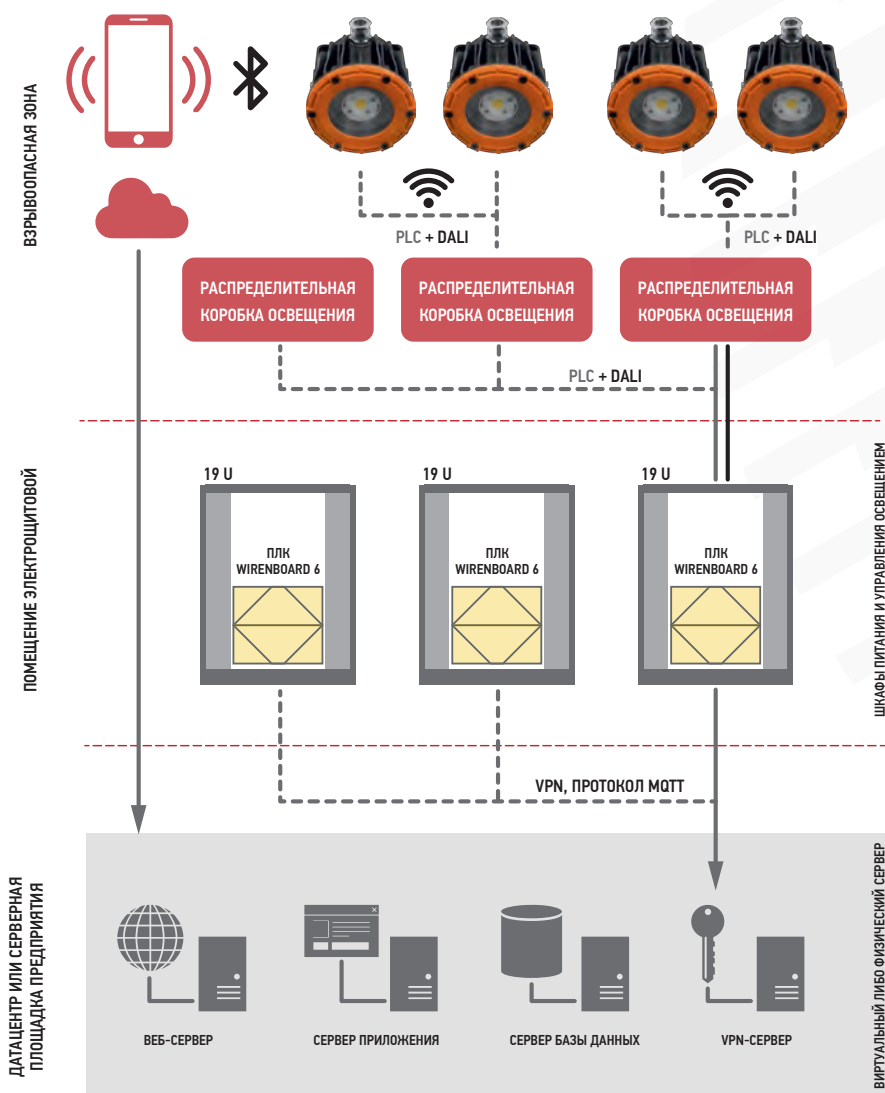 ВЗРЫВООПАСНАЯ ЗОНА
PLC + DALI
PLC + DALI
РАСПРЕДЕЛИТЕЛЬНАЯ
КОРОБКА ОСВЕЩЕНИЯ
РАСПРЕДЕЛИТЕЛЬНАЯ
КОРОБКА ОСВЕЩЕНИЯ
РАСПРЕДЕЛИТЕЛЬНАЯ
КОРОБКА ОСВЕЩЕНИЯ
PLC + DALI
ПОМЕЩЕНИЕ ЭЛЕКТРОЩИТОВОЙ
19 U
ПЛК
WIRENBOARD 6
19 U
ПЛК
WIRENBOARD 6
19 U
ПЛК
WIRENBOARD 6
ШКАФЫ ПИТАНИЯ И УПРАВЛЕНИЯ ОСВЕЩЕНИЕМ
VPN, ПРОТОКОЛ MQTT
ДАТАЦЕНТР ИЛИ СЕРВЕРНАЯ
ПЛОЩАДКА ПРЕДПРИЯТИЯ
ВЕБ-СЕРВЕР
СЕРВЕР ПРИЛОЖЕНИЯ
СЕРВЕР БАЗЫ ДАННЫХ
VPN-СЕРВЕР
ВИРТУАЛЬНЫЙ ЛИБО ФИЗИЧЕСКИЙ СЕРВЕР